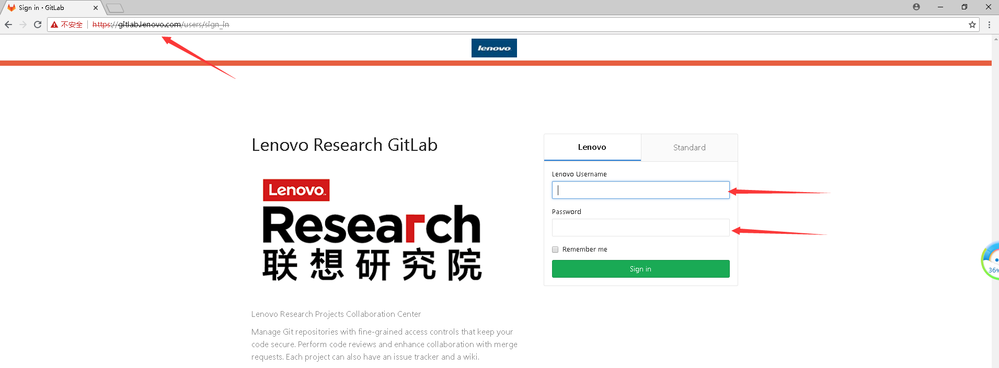 Sign in · GitLab
不安全
https://gitlab.lenovo.com/users/sign_in
lenovo
Lenovo Research GitLab
Lenovo™
Research
联想研究院
Lenovo Research Projects Collaboration Center
Manage Git repositories with fine-grained access controls that keep your
code secure. Perform code reviews and enhance collaboration with merge
requests. Each project can also have an issue tracker and a wiki.
Lenovo
Standard
Lenovo Username
Password
Remember me
Sign in
36%